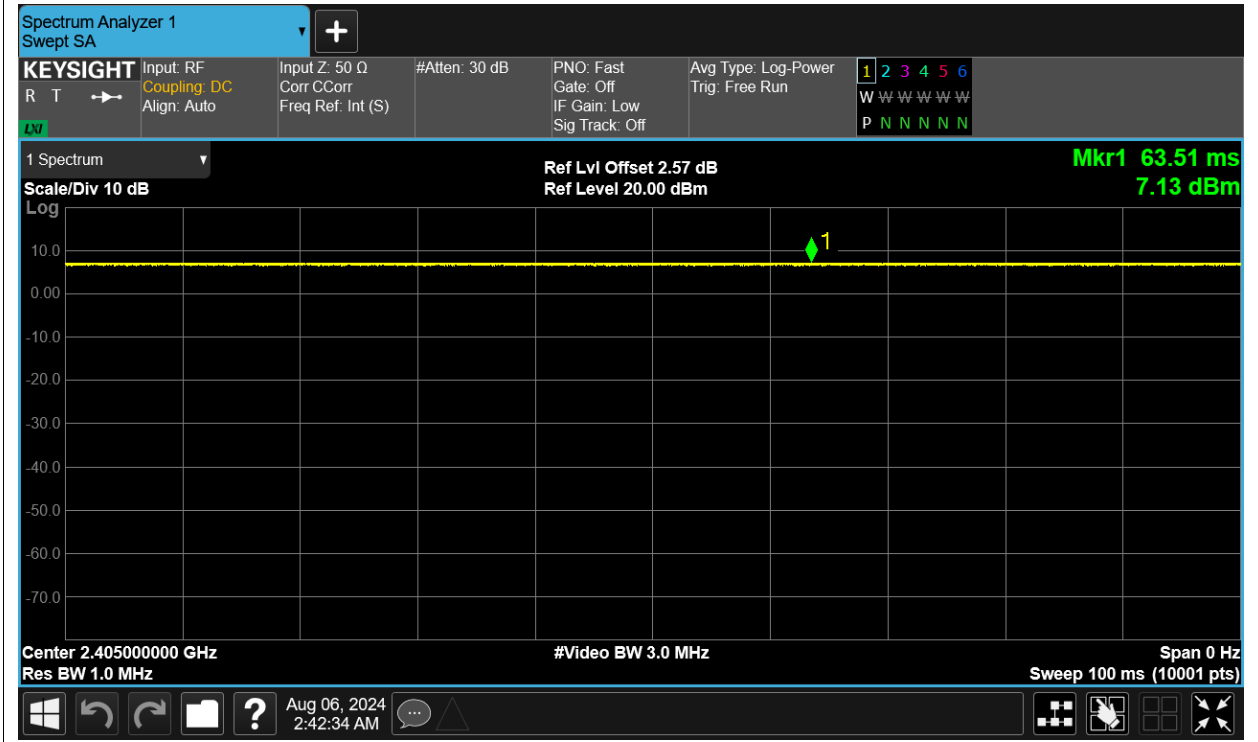 Spectrum Analyzer 1
Swept SA
+
KEYSIGHT
R T
LXI
Input: RF
Coupling: DC
Align: Auto
Input Z: 50 Ω
Corr CCorr
Freq Ref: Int (S)
#Atten: 30 dB
PNO: Fast
Gate: Off
IF Gain: Low
Sig Track: Off
Avg Type: Log-Power
Trig: Free Run
1 2 3 4 5 6
W W W W W W
P N N N N N
1 Spectrum
Scale/Div 10 dB
Log
Ref Lvl Offset 2.57 dB
Ref Level 20.00 dBm
Mkr1 63.51 ms
7.13 dBm
1
10.0
0.00
-10.0
-20.0
-30.0
-40.0
-50.0
-60.0
-70.0
Center 2.405000000 GHz
Res BW 1.0 MHz
#Video BW 3.0 MHz
Span 0 Hz
Sweep 100 ms (10001 pts)
?
Aug 06, 2024
2:42:34 AM